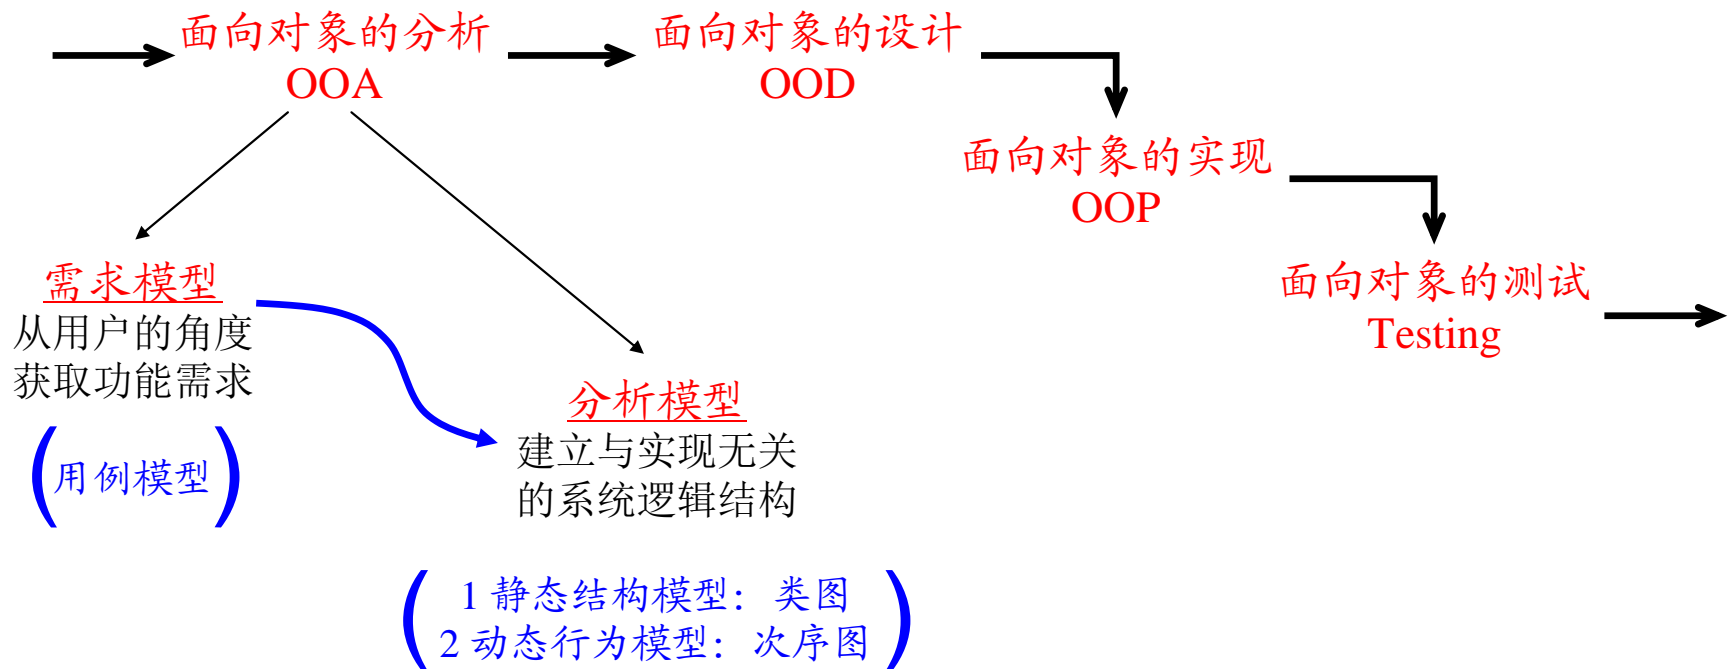 面向对象的分析
OOA
面向对象的设计
OOD
面向对象的实现
OOP
面向对象的测试
Testing
需求模型
从用户的角度
获取功能需求
(用例模型)
分析模型
建立与实现无关
的系统逻辑结构
(1 静态结构模型：类图
2 动态行为模型：次序图)